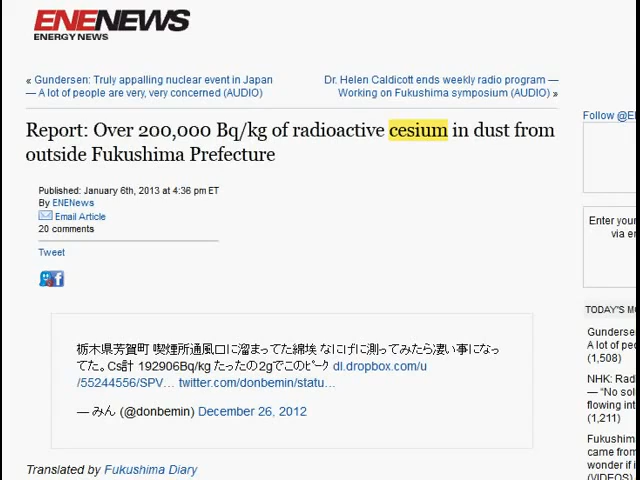 ENENEWS
ENERGY NEWS
« Gundersen: Truly appalling nuclear event in Japan
— A lot of people are very, very concerned (AUDIO)
Dr. Helen Caldicott ends weekly radio program —
Working on Fukushima symposium (AUDIO) »
Report: Over 200,000 Bq/kg of radioactive cesium in dust from
outside Fukushima Prefecture
Published: January 6th, 2013 at 4:36 pm ET
By ENENews
Email Article
20 comments
Tweet
栃木県芳賀町 喫煙所通風口に溜まってた綿埃 なにげに測ってみたら凄い事になっ
てた。Cs計 192906Bq/kg たったの2gでこのピーク dl.dropbox.com/u
/55244556/SPV… twitter.com/donbemin/statu…
— みん (@donbemin) December 26, 2012
Translated by Fukushima Diary
Follow @E
Enter your
via e
TODAY'S M
Gunderse
A lot of pe
(1,508)
NHK: Rad
— "No sol
flowing int
(1,211)
Fukushim
came from
wonder if i
(VIDEOS)